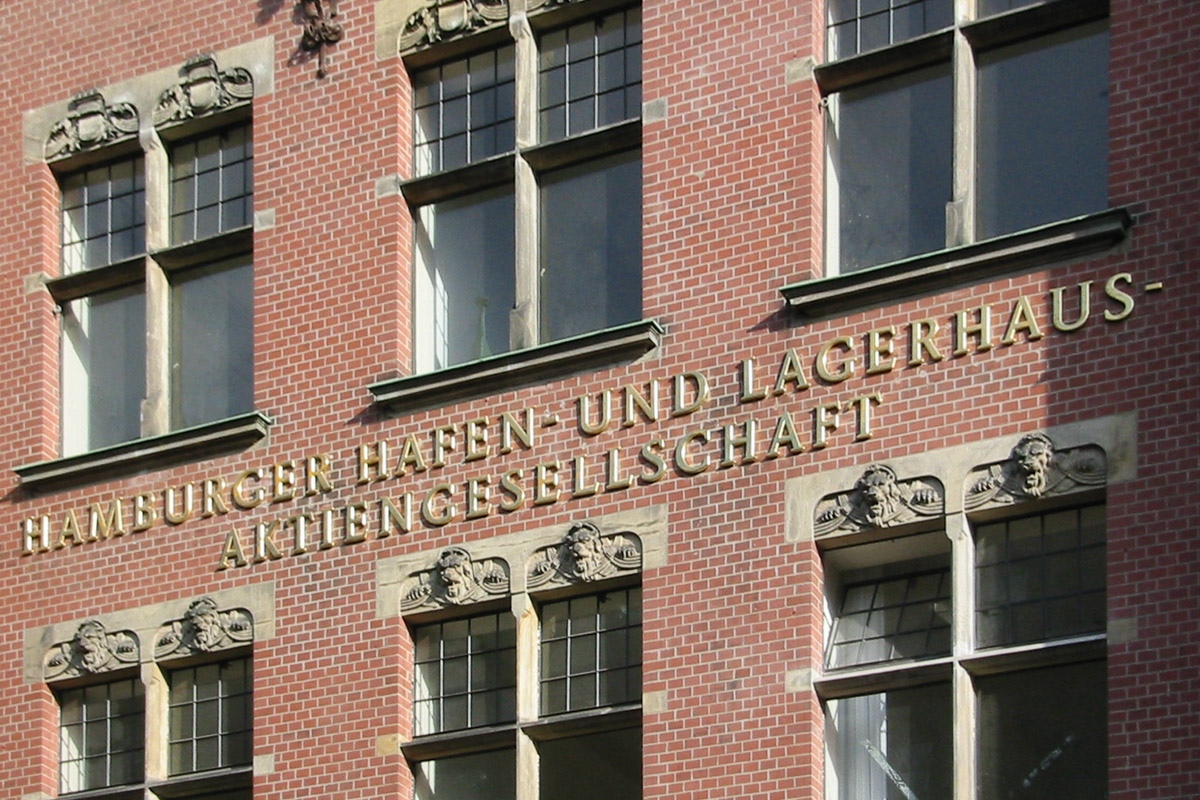 HAMBURGER HAFEN- UND LAGERHAUS-
AKTIENGESELLSCHAFT